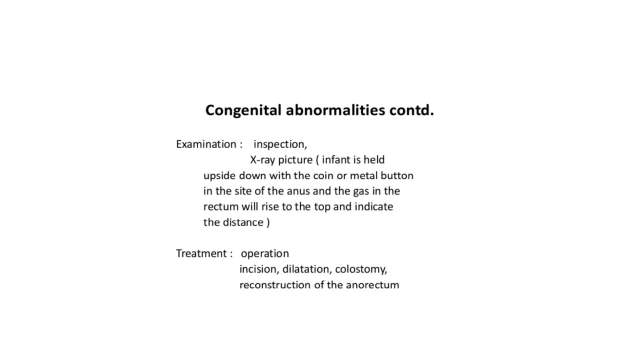 Congenital abnormalities contd.
Examination : inspection,
X-ray picture ( infant is held
upside down with the coin or metal button
in the site of the anus and the gas in the
rectum will rise to the top and indicate
the distance )
Treatment : operation
incision, dilatation, colostomy,
reconstruction of the anorectum